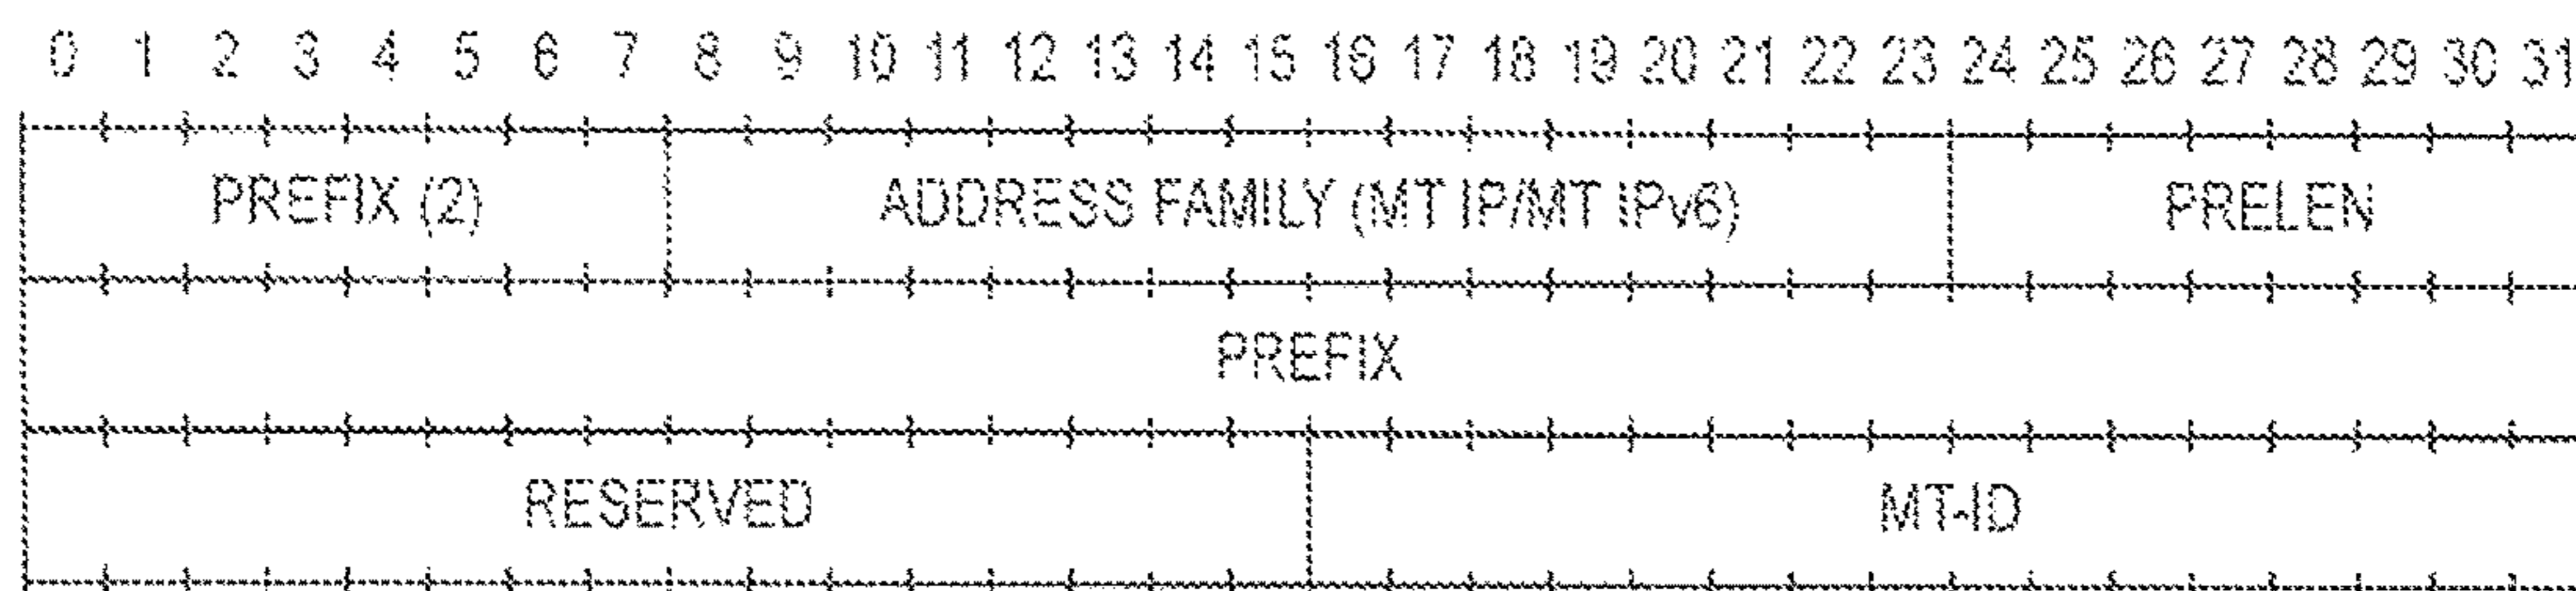 0 1 2 3 4 5 6 7 8 9 10 11 12 13 14 15 16 17 18 19 20 21 22 23 24 25 26 27 28 29 30 31
PREFIX (2) ADDRESS FAMILY (MT IP/MT IPv6) PRELEN
PREFIX
RESERVED MT-ID